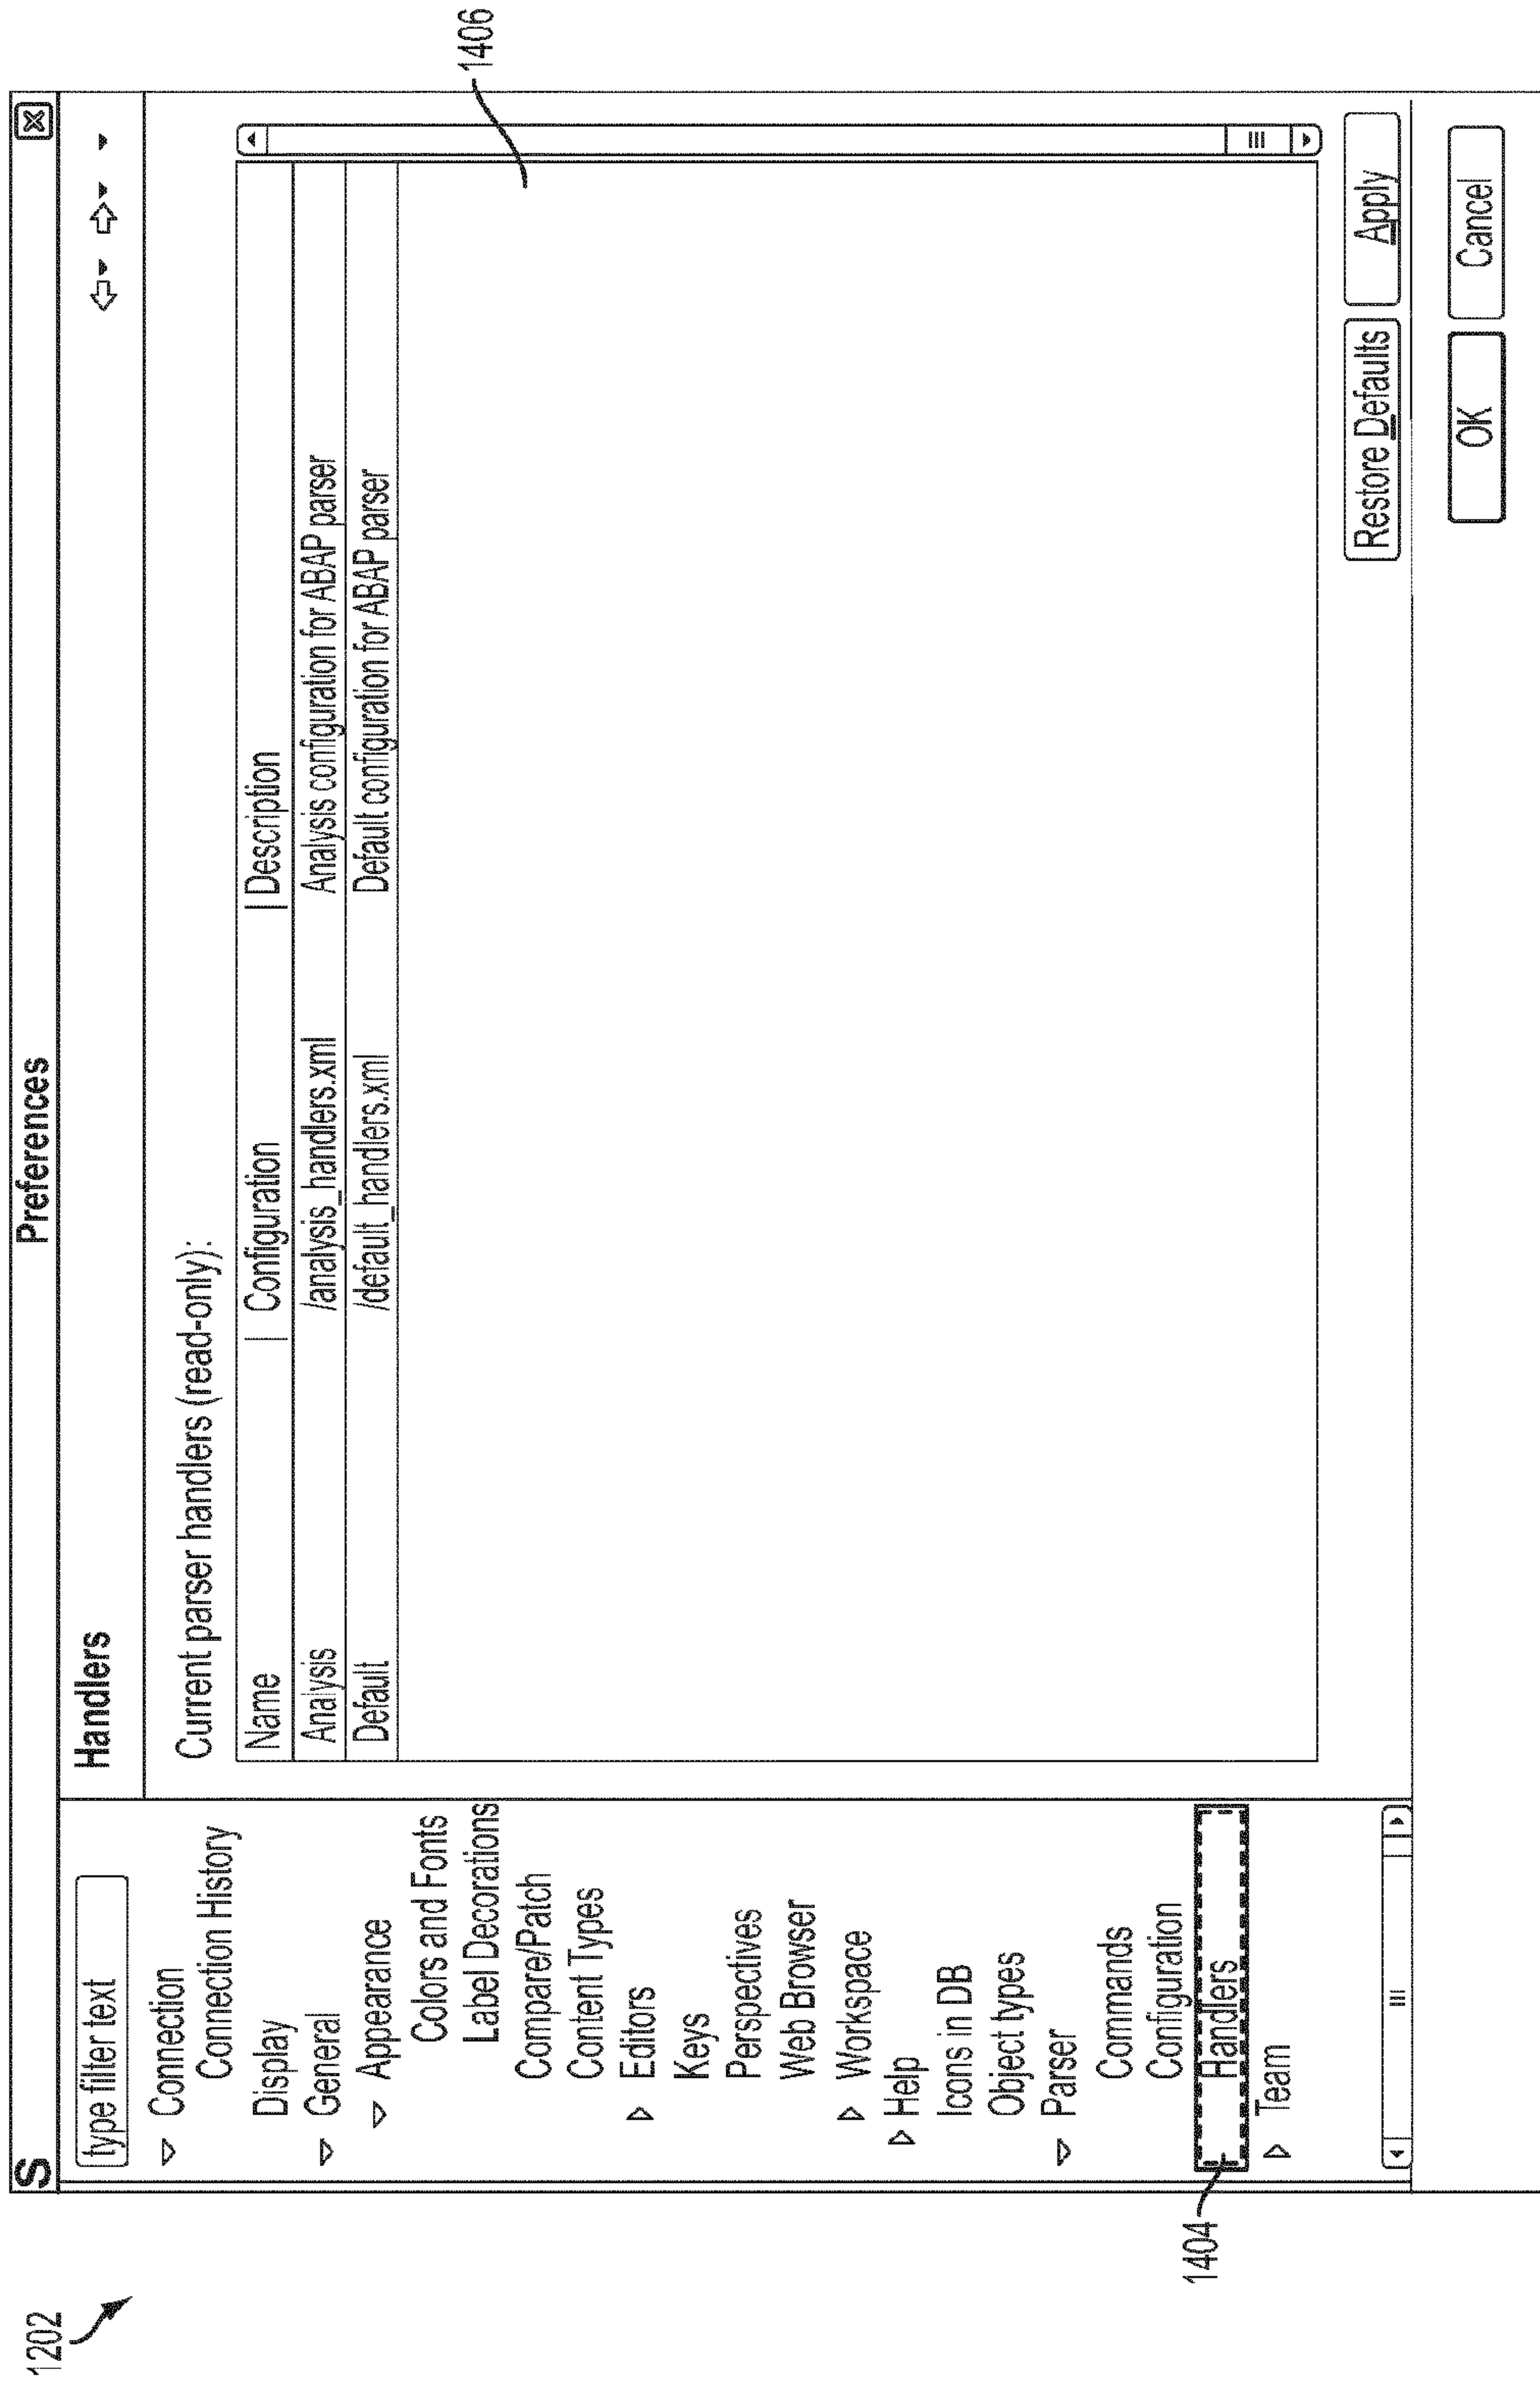 1202
S Preferences
type filter text
Handlers
Connection
Connection History
Display
General
Appearance
Colors and Fonts
Label Decorations
Compare/Patch
Content Types
Editors
Keys
Perspectives
Web Browser
Workspace
Help
Icons in DB
Object types
Parser
Commands
Configuration
Handlers
Team
1404
Current parser handlers (read-only):
Name Configuration Description
Analysis /analysis_handlers.xml Analysis configuration for ABAP parser
Default /default_handlers.xml Default configuration for ABAP parser
1406
Restore Defaults Apply
OK Cancel